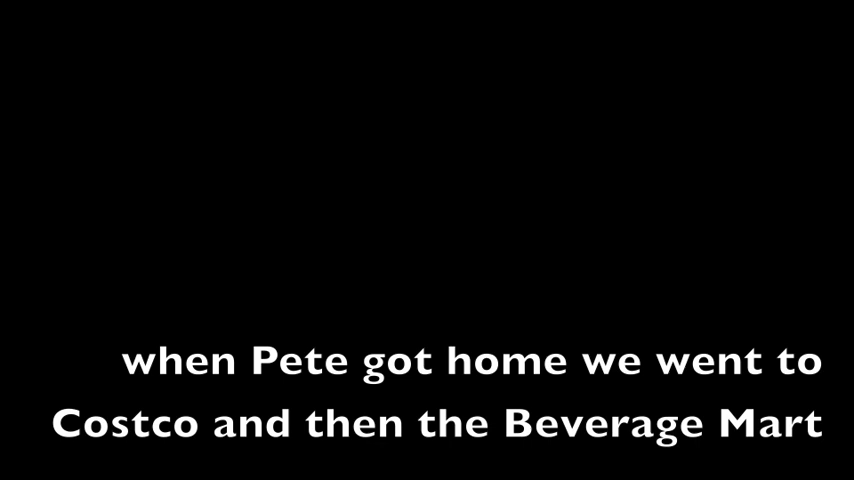 when Pete got home we went to
Costco and then the Beverage Mart